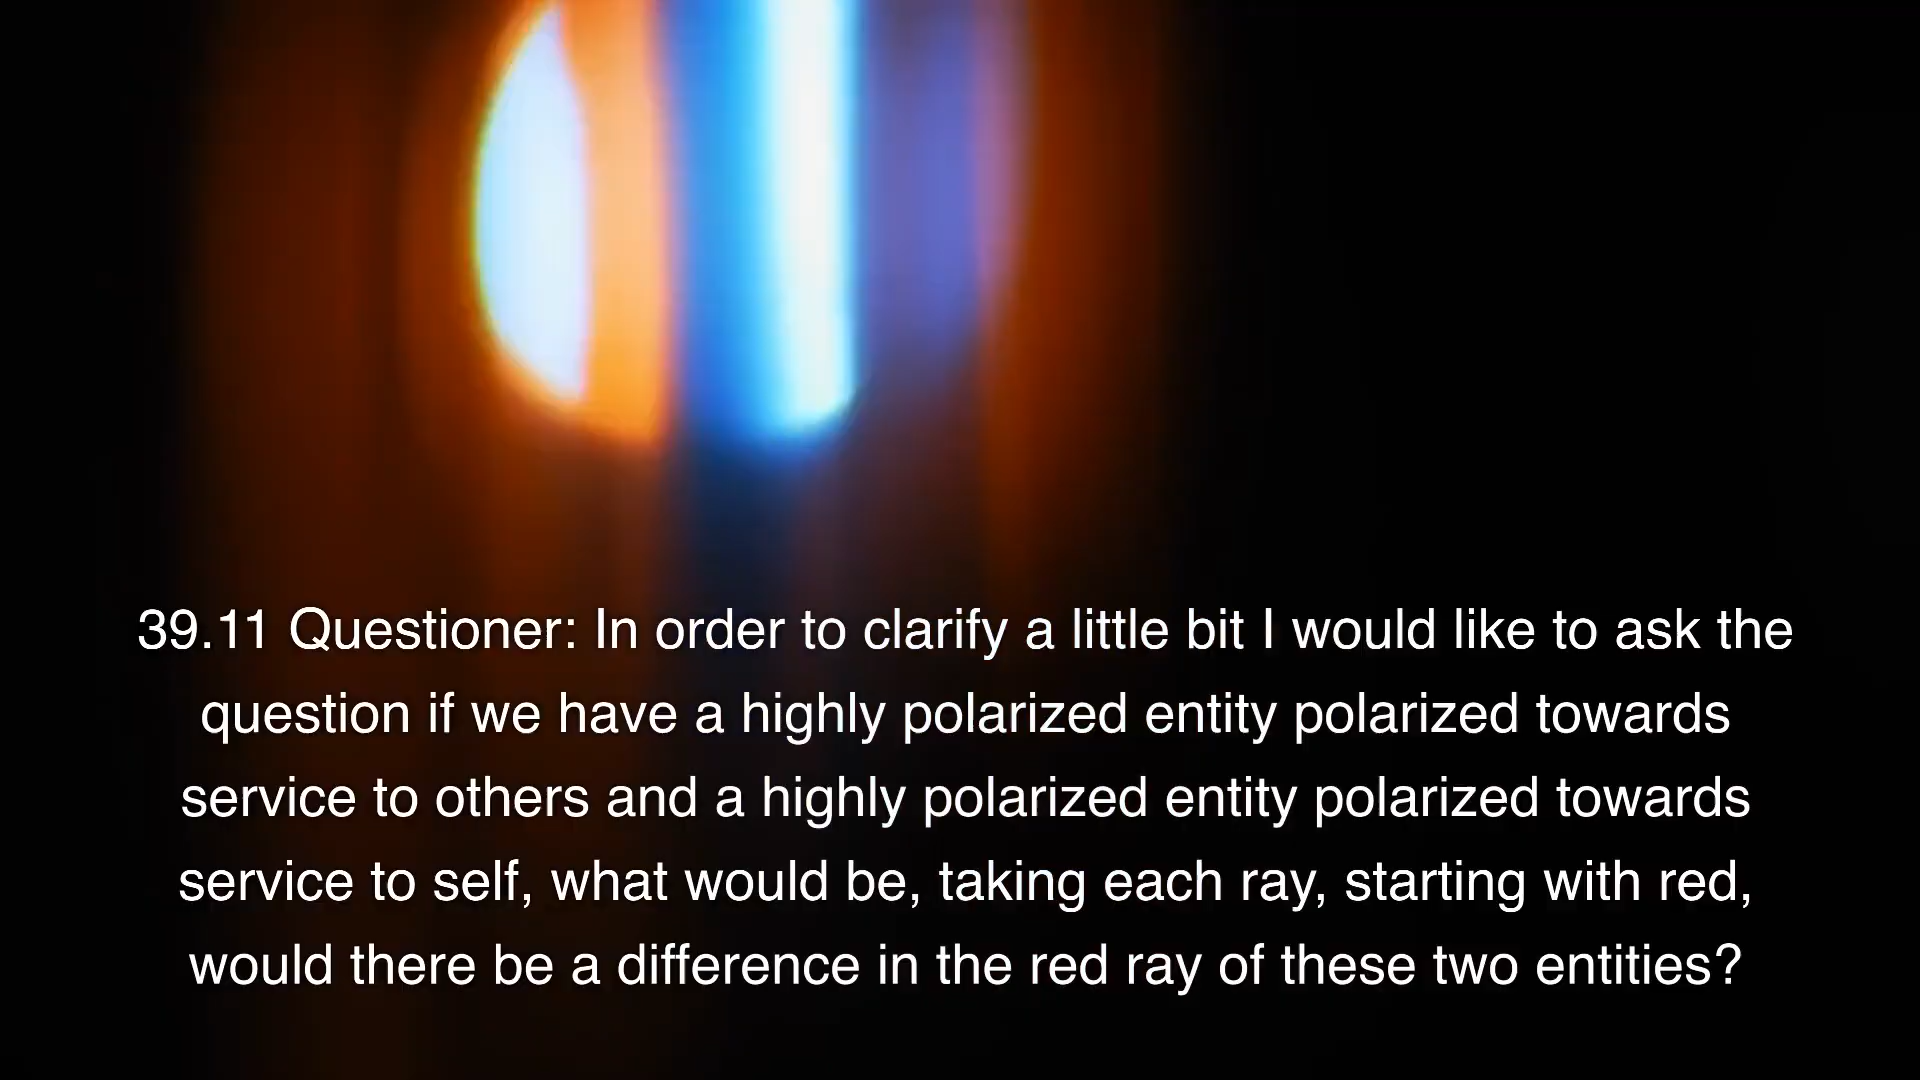 39.11 Questioner: In order to clarify a little bit I would like to ask the
question if we have a highly polarized entity polarized towards
service to others and a highly polarized entity polarized towards
service to self, what would be, taking each ray, starting with red,
would there be a difference in the red ray of these two entities?